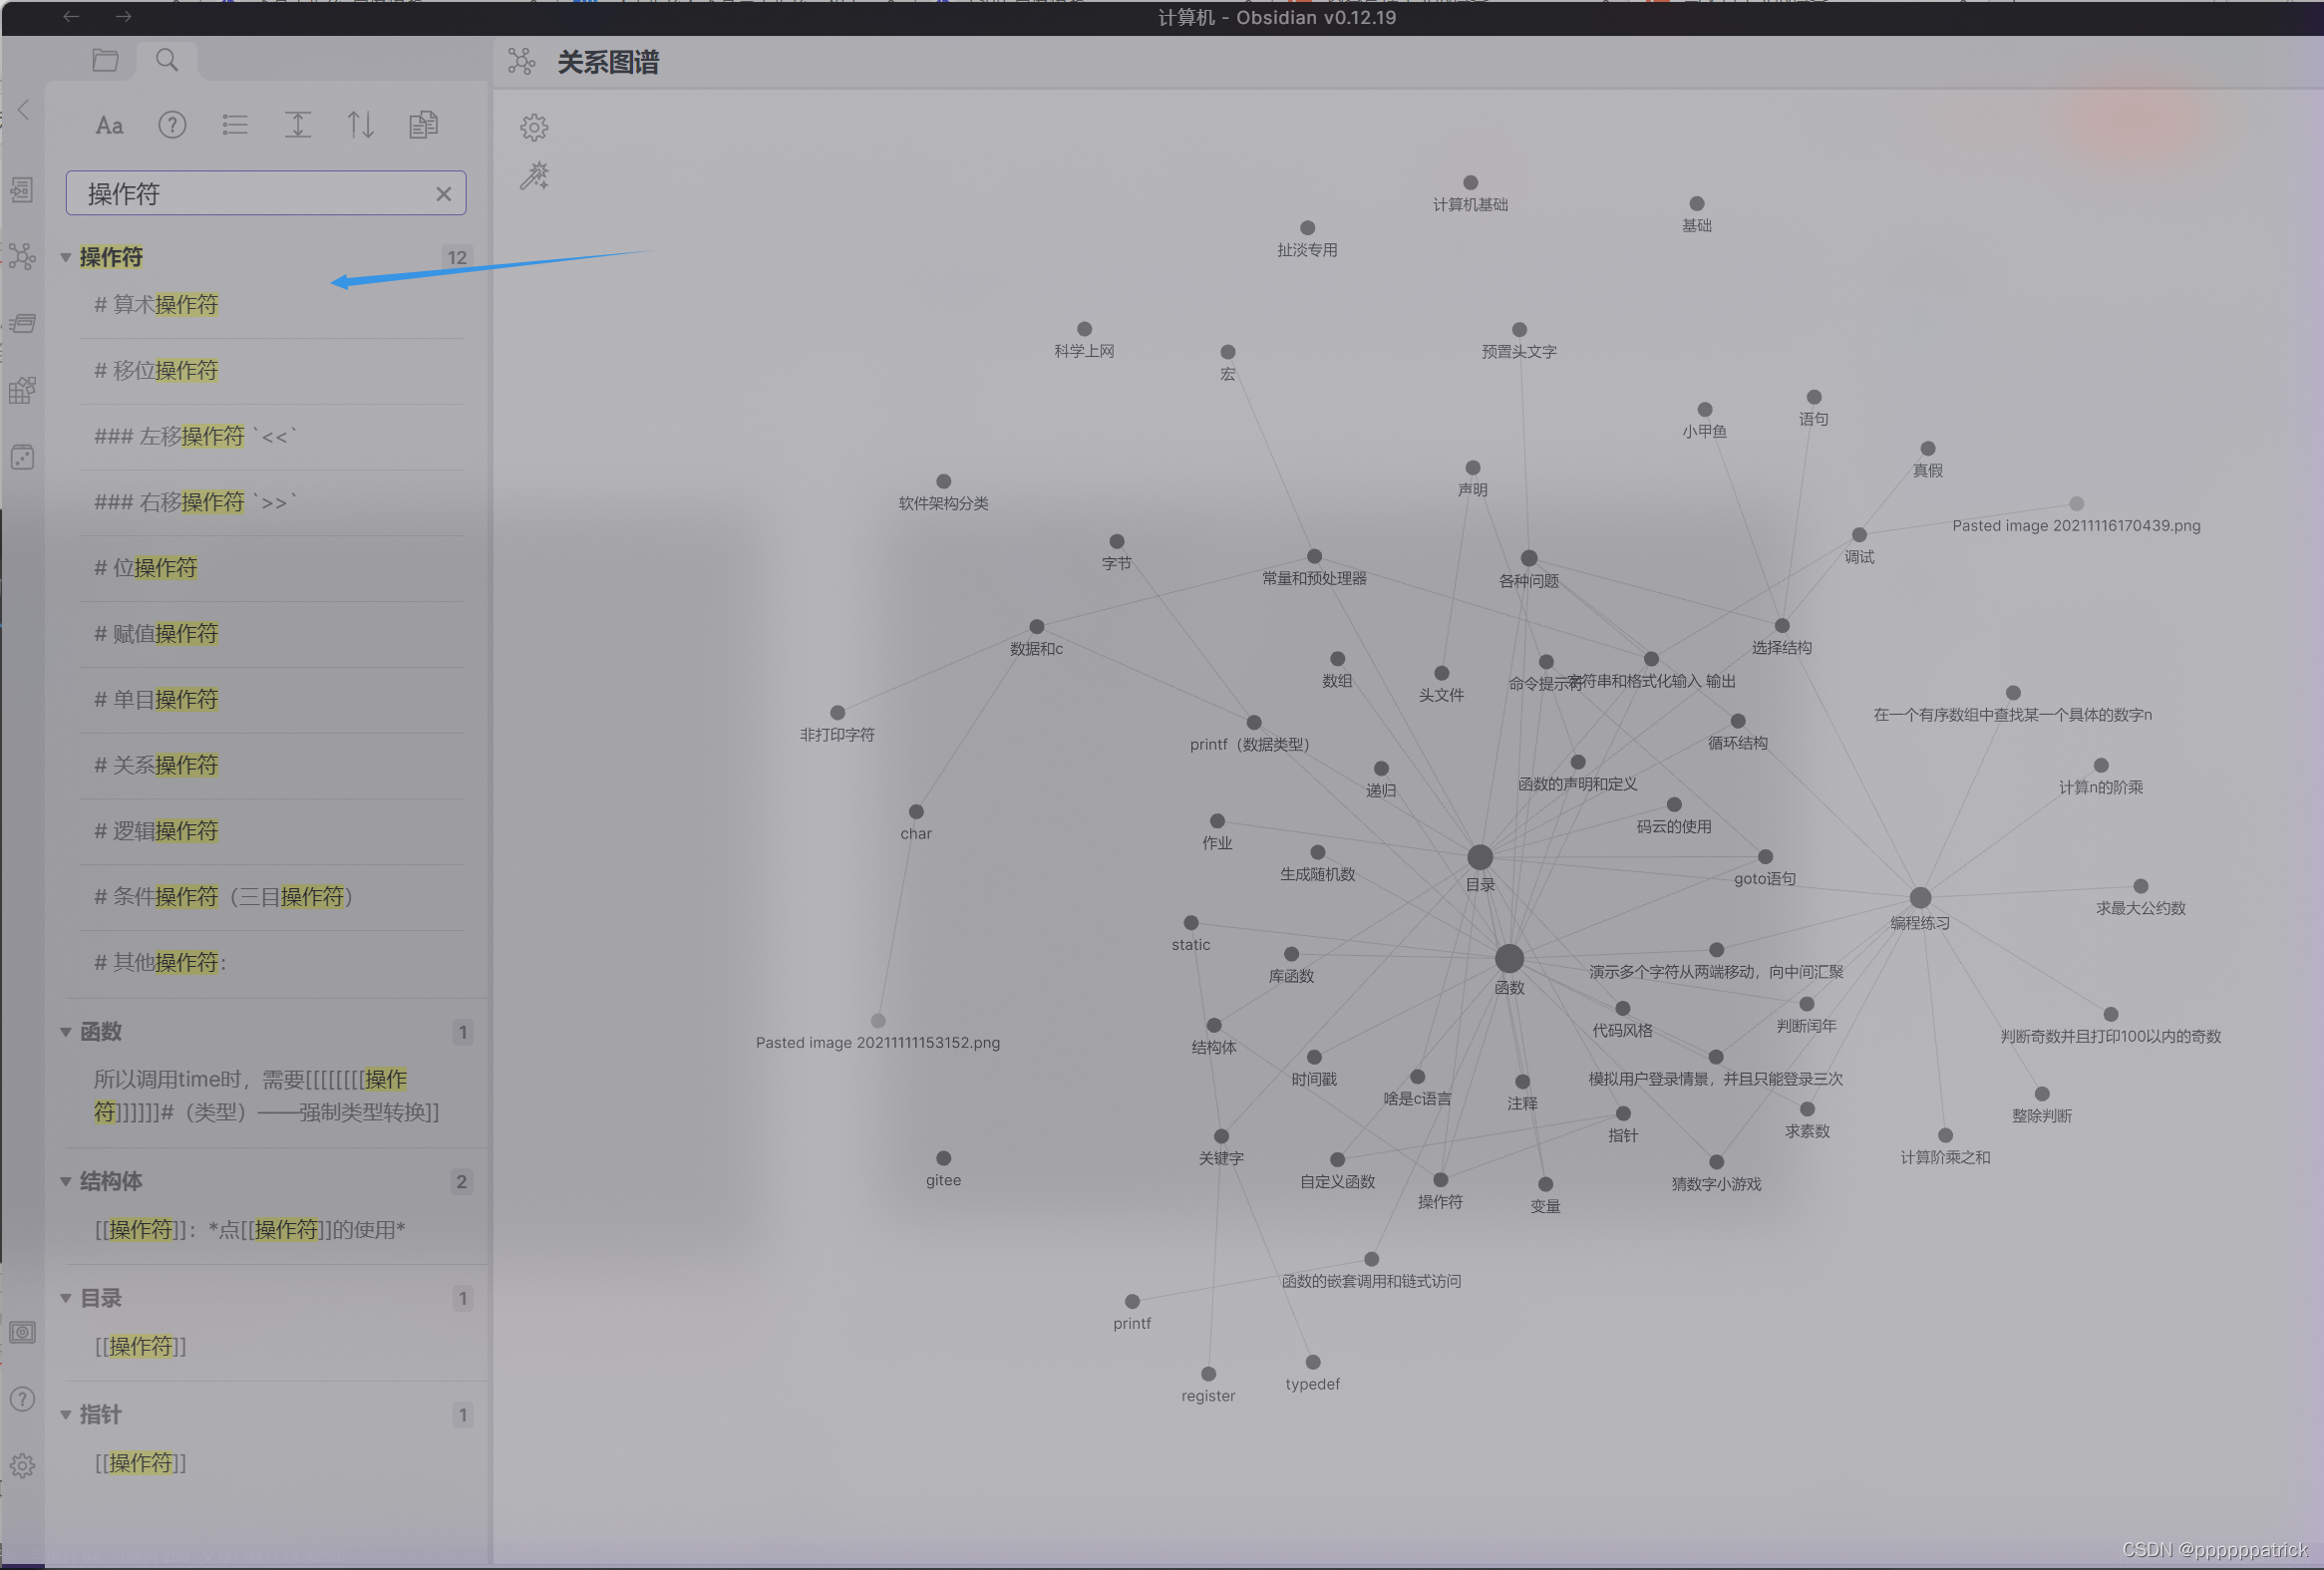 计算机 - Obsidian v0.12.19
关系图谱
Aa
操作符
操作符 12
# 算术操作符
# 移位操作符
### 左移操作符 `<<`
### 右移操作符 `>>`
# 位操作符
# 赋值操作符
# 单目操作符
# 关系操作符
# 逻辑操作符
# 条件操作符（三目操作符）
# 其他操作符：
函数 1
所以调用time时，需要[[[[[[[[操作
符]]]]]]#（类型）——强制类型转换]]
结构体 2
[[操作符]]：*点[[操作符]]的使用*
目录 1
[[操作符]]
指针 1
[[操作符]]
计算机基础
基础
扯淡专用
科学上网
预置头文字
宏
语句
小甲鱼
真假
声明
软件架构分类
Pasted image 20211116170439.png
调试
字节
常量和预处理器
各种问题
数据和c
选择结构
数组
头文件
命令提示符
字符串和格式化输入 输出
在一个有序数组中查找某一个具体的数字n
非打印字符
printf（数据类型）
循环结构
递归
函数的声明和定义
计算n的阶乘
char
作业
码云的使用
生成随机数
目录
goto语句
求最大公约数
编程练习
static
库函数
函数
演示多个字符从两端移动，向中间汇聚
代码风格
判断闰年
判断奇数并且打印100以内的奇数
Pasted image 20211111153152.png
结构体
时间戳
啥是c语言
注释
模拟用户登录情景，并且只能登录三次
整除判断
指针
求素数
关键字
计算阶乘之和
gitee
自定义函数
操作符
变量
猜数字小游戏
函数的嵌套调用和链式访问
printf
register
typedef
CSDN @ppppppatrick